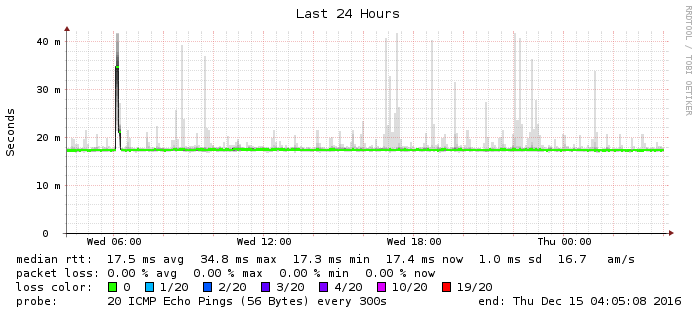 Last 24 Hours
RRDTOOL / TOBI OETIKER
Seconds
40 m
30 m
20 m
10 m
0
Wed 06:00 Wed 12:00 Wed 18:00 Thu 00:00
median rtt: 17.5 ms avg 34.8 ms max 17.3 ms min 17.4 ms now 1.0 ms sd 16.7 am/s
packet loss: 0.00 % avg 0.00 % max 0.00 % min 0.00 % now
loss color: 0 1/20 2/20 3/20 4/20 10/20 19/20
probe: 20 ICMP Echo Pings (56 Bytes) every 300s end: Thu Dec 15 04:05:08 2016